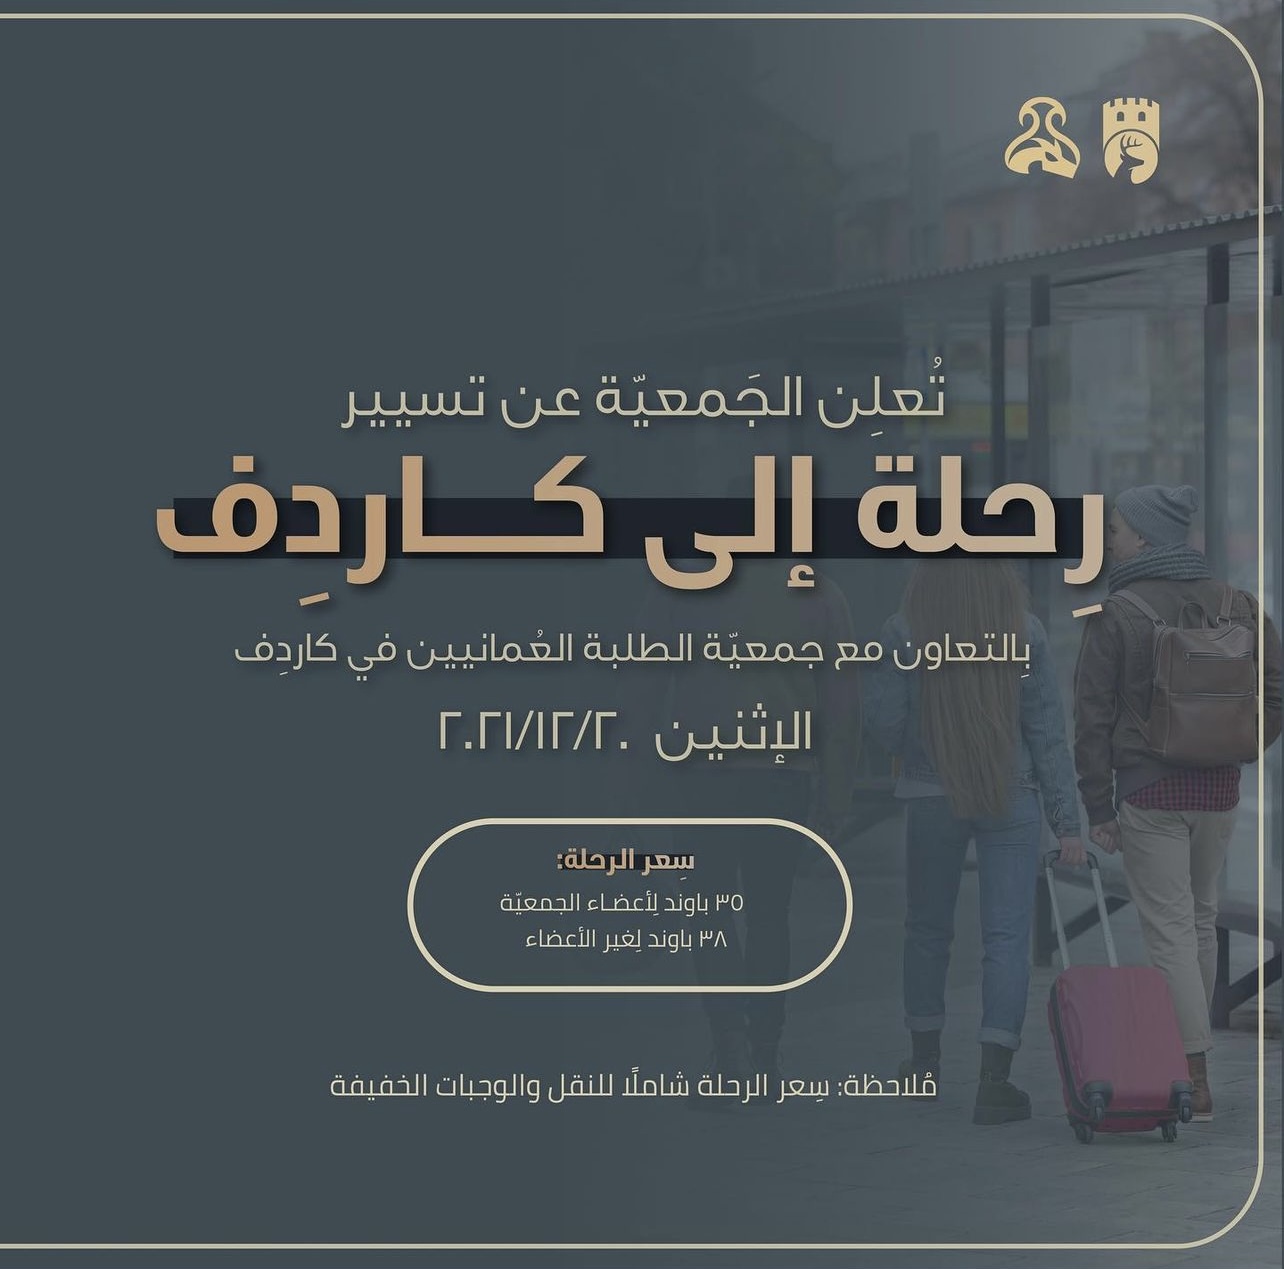 تُعلِن الجَمعيّة عن تسيير
رِحلة إلى كاردِف
بِالتعاون مع جمعيّة الطلبة العُمانيين في كاردِف
الإثنين ٢٠٢١/١٢/٢٠
سِعر الرحلة:
٣٥ باوند لِأعضاء الجمعيّة
٣٨ باوند لِغير الأعضاء
مُلاحظة: سِعر الرحلة شاملًا للنقل والوجبات الخفيفة